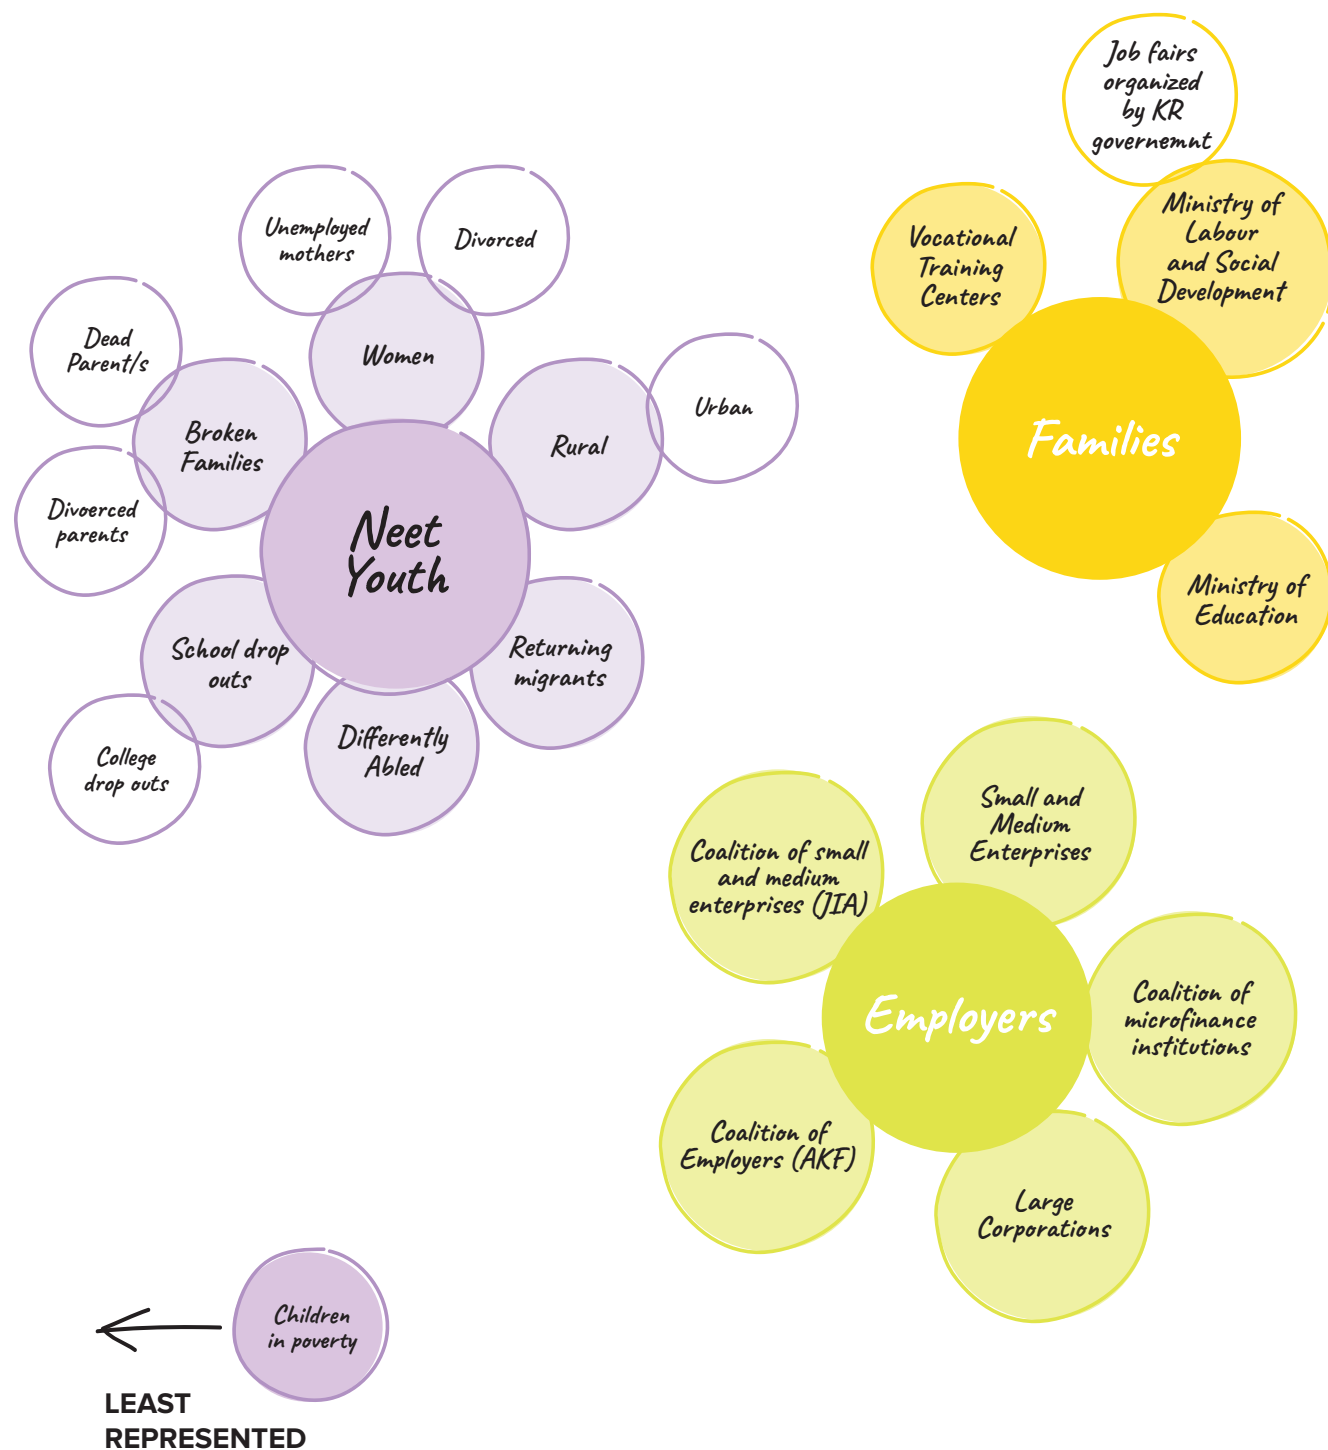 Job fairs
organized
by KR
governemnt
Ministry of
Labour
and Social
Development
Vocational
Training
Centers
Families
Ministry of
Education
Unemployed
mothers
Divorced
Women
Dead
Parent/s
Broken
Families
Divoerced
parents
Rural
Urban
Neet
Youth
School drop
outs
College
drop outs
Differently
Abled
Returning
migrants
Small and
Medium
Enterprises
Coalition of small
and medium
enterprises (JIA)
Employers
Coalition of
microfinance
institutions
Coalition of
Employers (AKF)
Large
Corporations
Children
in poverty
LEAST
REPRESENTED